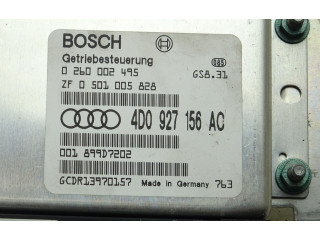 BOSCH
Getriebesteuerung
0 260 002 495 GS8.31
ZF 0 501 005 828
4D0 927 156 AC
001 899D7202
GCDR13970157 Made in Germany 763